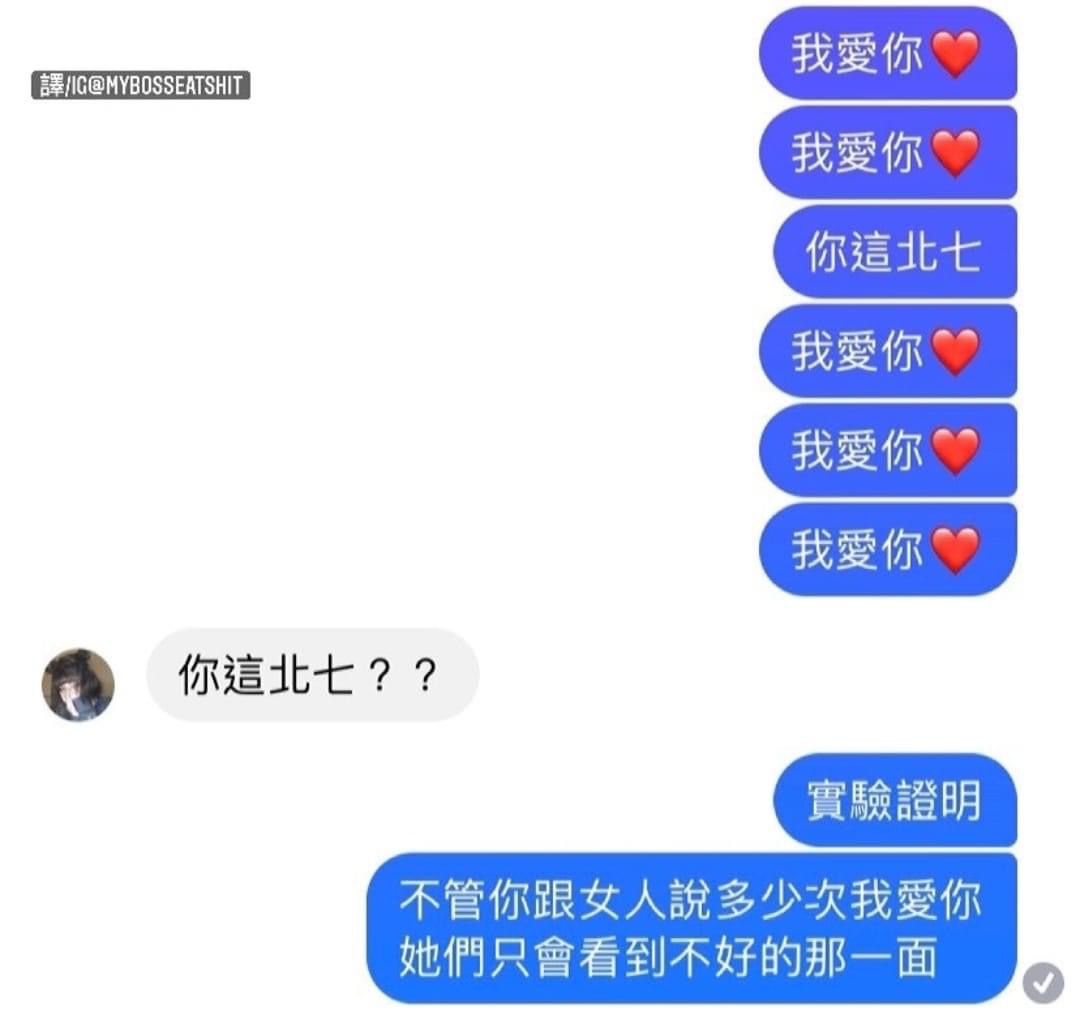 譯/IG@MYBOSSEATSHIT
我愛你❤️
我愛你❤️
你這北七
我愛你❤️
我愛你❤️
我愛你❤️
你這北七？？
實驗證明
不管你跟女人說多少次我愛你
她們只會看到不好的那一面